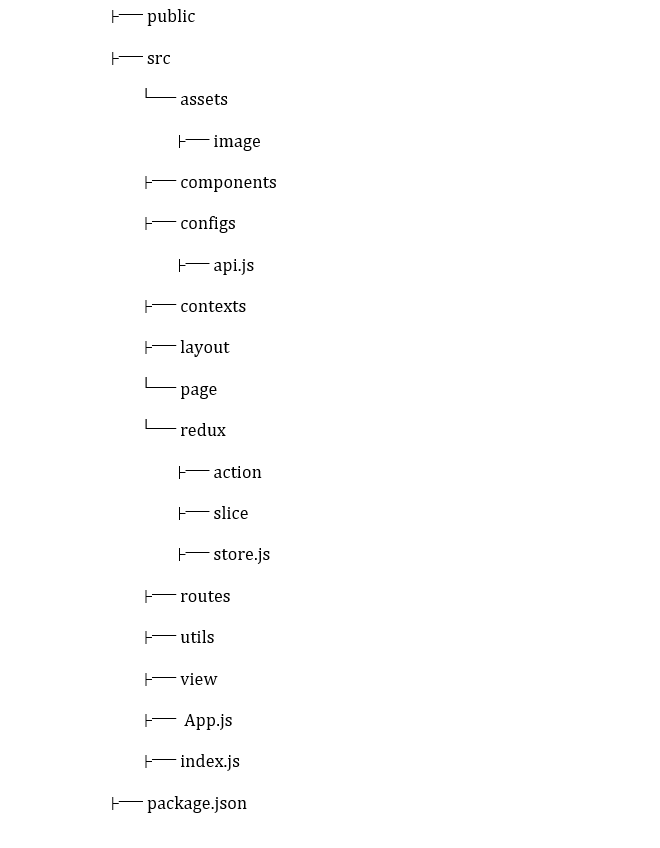 ├── public
├── src
└── assets
├── image
├── components
├── configs
├── api.js
├── contexts
├── layout
└── page
└── redux
├── action
├── slice
├── store.js
├── routes
├── utils
├── view
├── App.js
├── index.js
├── package.json